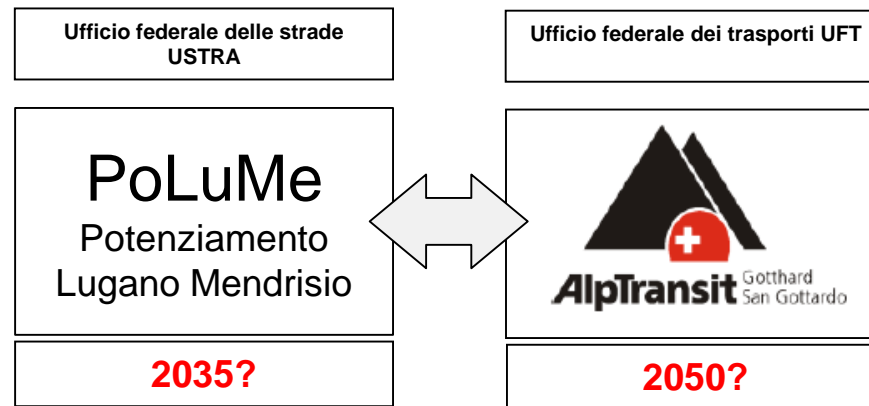 Ufficio federale delle strade
USTRA
PoLuMe
Potenziamento
Lugano Mendrisio
2035?
Ufficio federale dei trasporti UFT
AlpTransit Gotthard
San Gottardo
2050?